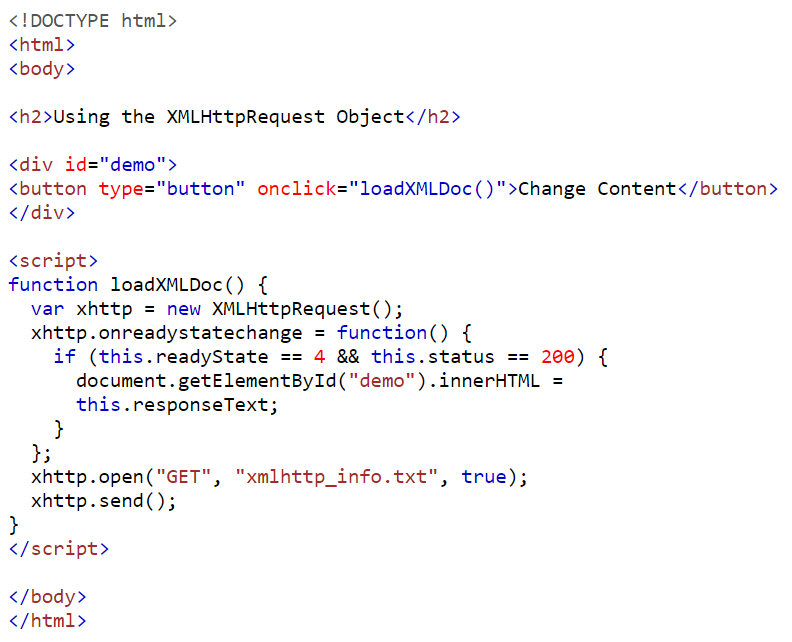 <!DOCTYPE html>
<html>
<body>

<h2>Using the XMLHttpRequest Object</h2>

<div id="demo">
<button type="button" onclick="loadXMLDoc()">Change Content</button>
</div>

<script>
function loadXMLDoc() {
  var xhttp = new XMLHttpRequest();
  xhttp.onreadystatechange = function() {
    if (this.readyState == 4 && this.status == 200) {
      document.getElementById("demo").innerHTML =
      this.responseText;
    }
  };
  xhttp.open("GET", "xmlhttp_info.txt", true);
  xhttp.send();
}
</script>

</body>
</html>